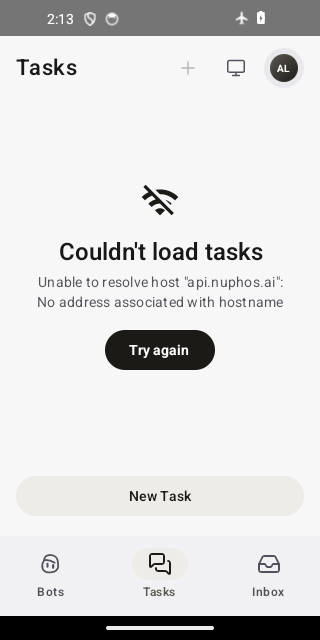 2:13
Tasks
AL
Couldn't load tasks
Unable to resolve host "api.nuphos.ai":
No address associated with hostname
Try again
New Task
Bots
Tasks
Inbox